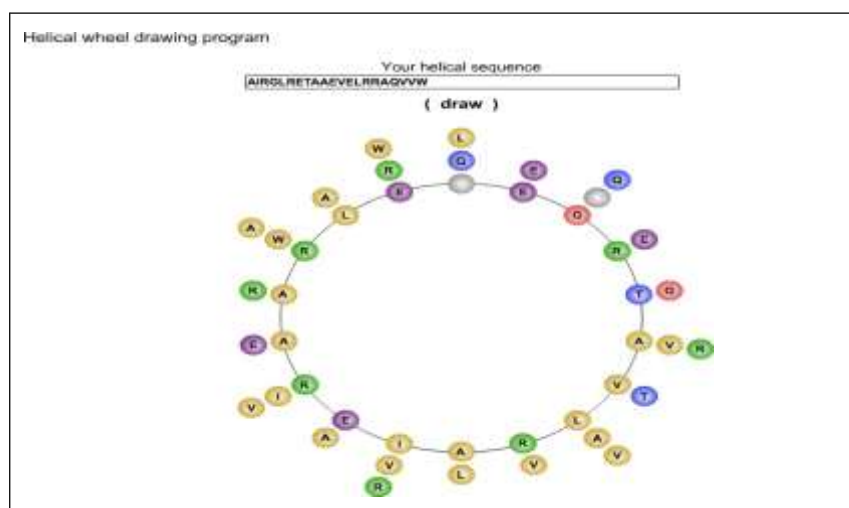 Helical wheel drawing program
Your helical sequence
AIRGLRETAAEVELRRAQVVW
( draw )
L
W
R E
E E Q
A
L
A W R R E
A T
E A A V R
V I R V T
A E L A V
I A R
V L V
R